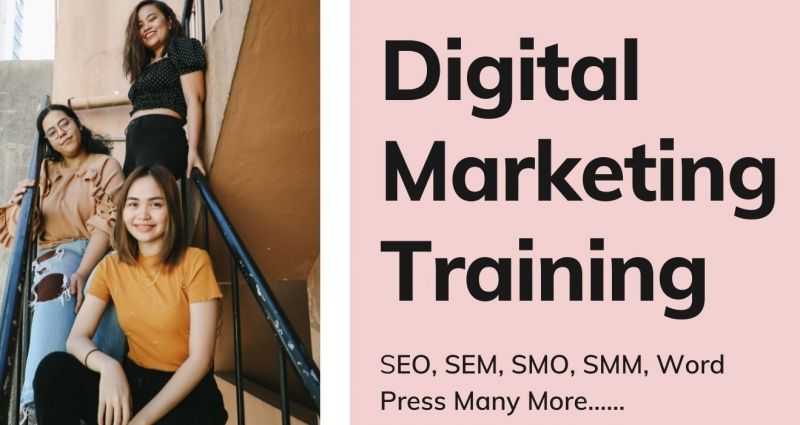 Digital
Marketing
Training
SEO, SEM, SMO, SMM, Word
Press Many More......